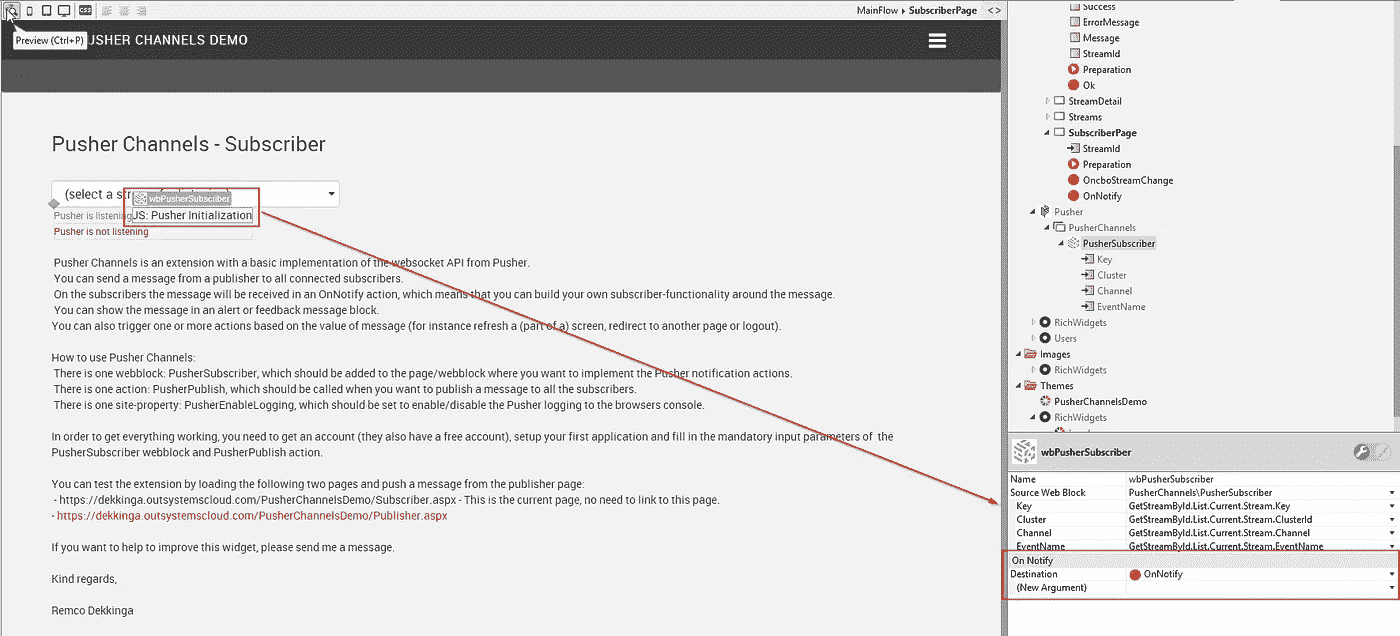 MainFlow ▸ SubscriberPage <>
Preview (Ctrl+P)
USHER CHANNELS DEMO
Pusher Channels - Subscriber
(select a str
wbPusherSubscriber
Pusher is listening
JS: Pusher Initialization
Pusher is not listening
Pusher Channels is an extension with a basic implementation of the websocket API from Pusher.
You can send a message from a publisher to all connected subscribers.
On the subscribers the message will be received in an OnNotify action, which means that you can build your own subscriber-functionality around the message.
You can show the message in an alert or feedback message block.
You can also trigger one or more actions based on the value of message (for instance refresh a (part of a) screen, redirect to another page or logout).
How to use Pusher Channels:
There is one webblock: PusherSubscriber, which should be added to the page/webblock where you want to implement the Pusher notification actions.
There is one action: PusherPublish, which should be called when you want to publish a message to all the subscribers.
There is one site-property: PusherEnableLogging, which should be set to enable/disable the Pusher logging to the browsers console.
In order to get everything working, you need to get an account (they also have a free account), setup your first application and fill in the mandatory input parameters of the
PusherSubscriber webblock and PusherPublish action.
You can test the extension by loading the following two pages and push a message from the publisher page:
- https://dekkinga.outsystemscloud.com/PusherChannelsDemo/Subscriber.aspx - This is the current page, no need to link to this page.
- https://dekkinga.outsystemscloud.com/PusherChannelsDemo/Publisher.aspx
If you want to help to improve this widget, please send me a message.
Kind regards,
Remco Dekkinga
Success
ErrorMessage
Message
StreamId
Preparation
Ok
StreamDetail
Streams
SubscriberPage
StreamId
Preparation
OncboStreamChange
OnNotify
Pusher
PusherChannels
PusherSubscriber
Key
Cluster
Channel
EventName
RichWidgets
Users
Images
RichWidgets
Themes
PusherChannelsDemo
RichWidgets
wbPusherSubscriber
Name wbPusherSubscriber
Source Web Block PusherChannels\PusherSubscriber
Key GetStreamById.List.Current.Stream.Key
Cluster GetStreamById.List.Current.Stream.ClusterId
Channel GetStreamById.List.Current.Stream.Channel
EventName GetStreamById.List.Current.Stream.EventName
On Notify
Destination OnNotify
(New Argument)